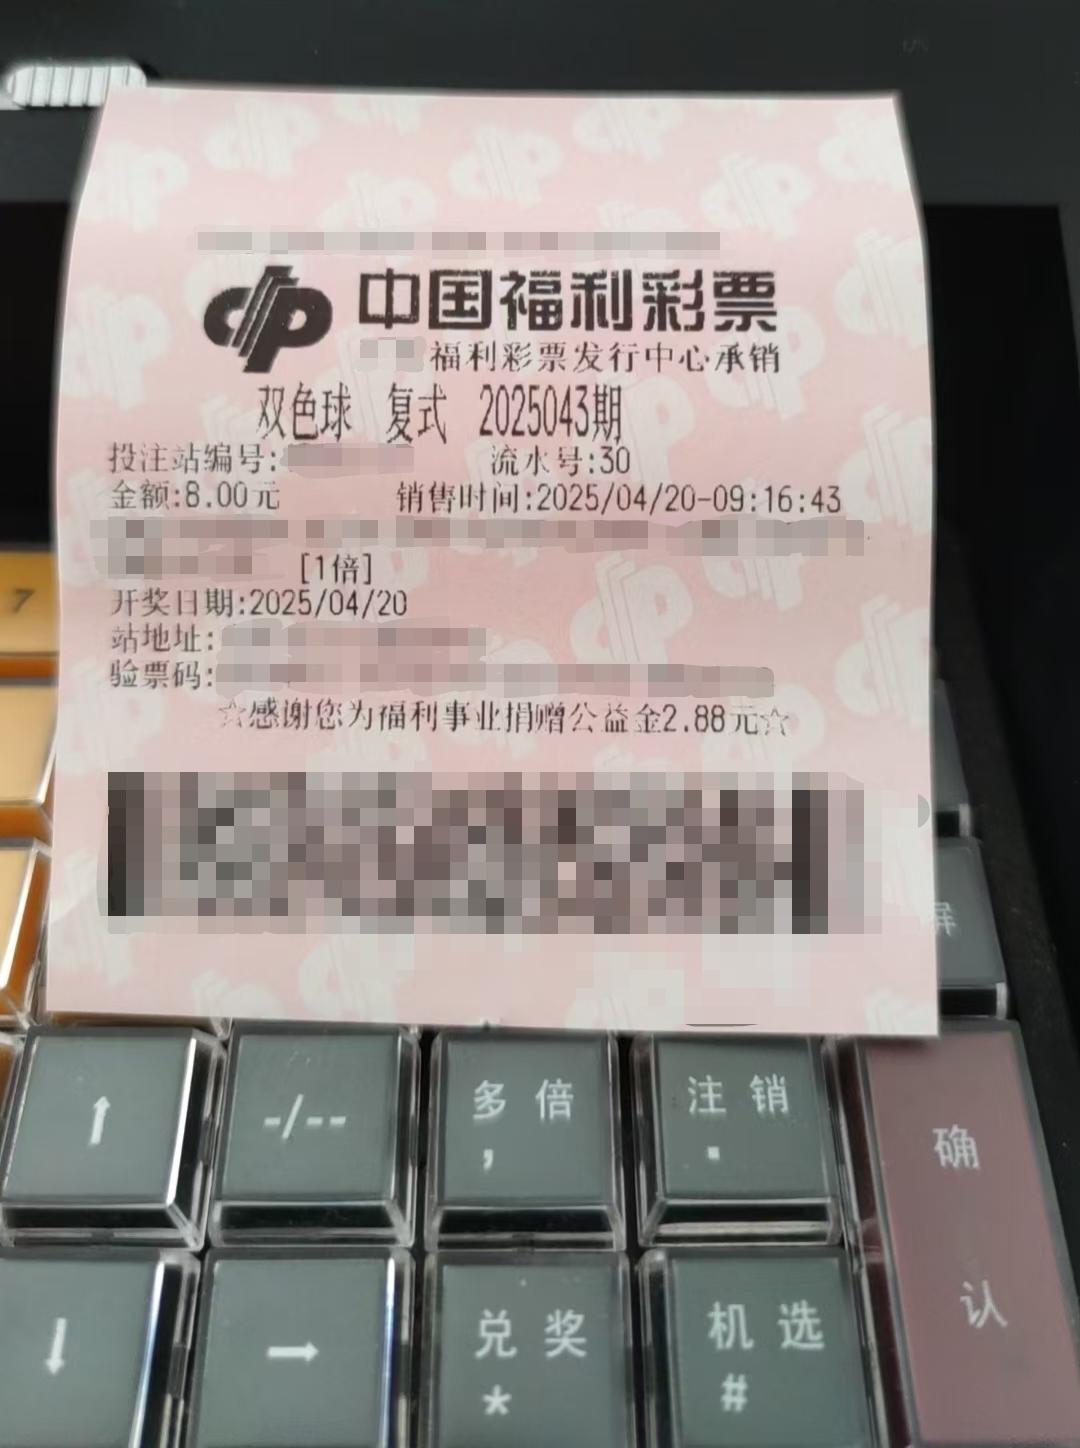 中国福利彩票
福利彩票发行中心承销
双色球 复式 2025043期
投注站编号: 流水号:30
金额:8.00元 销售时间:2025/04/20-09:16:43
[1倍]
开奖日期:2025/04/20
站地址:
验票码:
☆感谢您为福利事业捐赠公益金2.88元☆
7
屏
↑ -/-- 多倍 , 注销 . 确认
↓ → 兑奖 * 机选 #